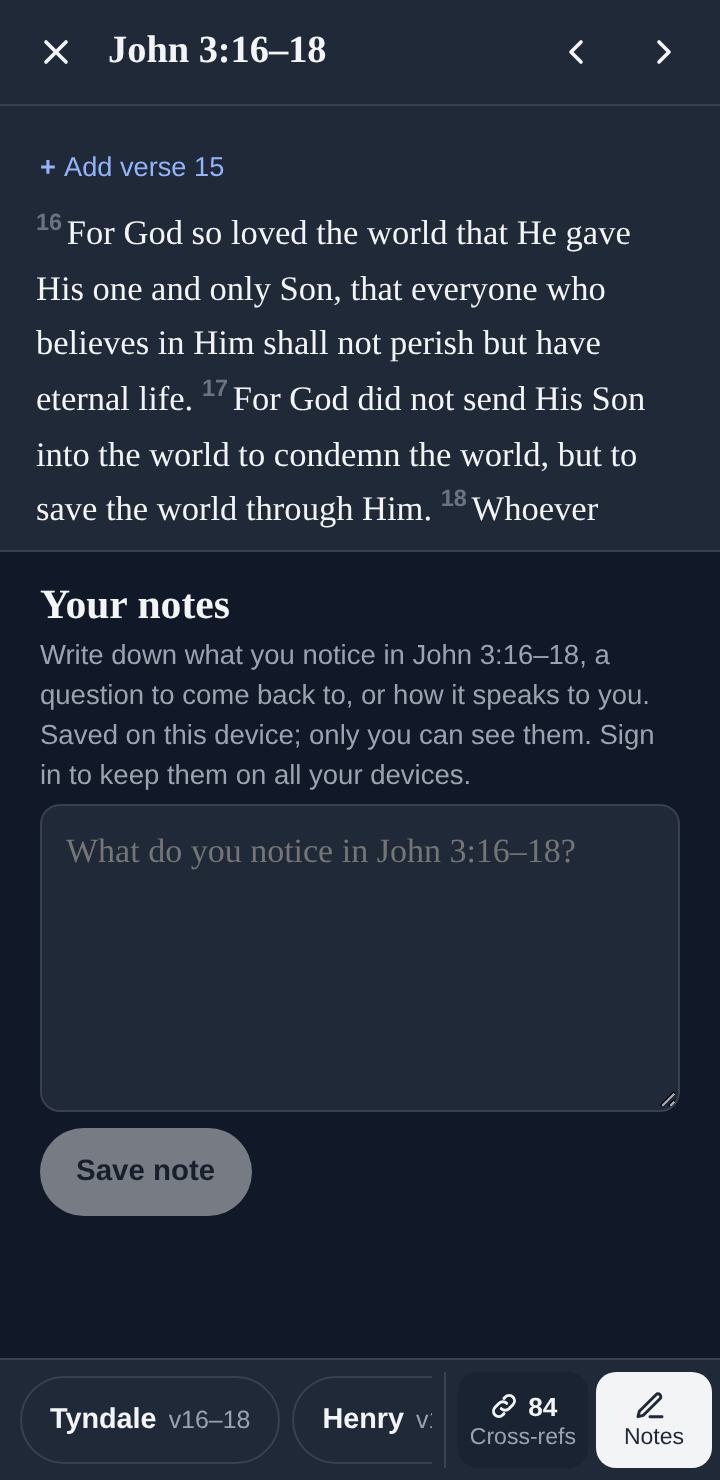 John 3:16–18
+ Add verse 15
16 For God so loved the world that He gave
His one and only Son, that everyone who
believes in Him shall not perish but have
eternal life. 17 For God did not send His Son
into the world to condemn the world, but to
save the world through Him. 18 Whoever
Your notes
Write down what you notice in John 3:16–18, a
question to come back to, or how it speaks to you.
Saved on this device; only you can see them. Sign
in to keep them on all your devices.
What do you notice in John 3:16–18?
Save note
Tyndale v16–18
Henry
84
Cross-refs
Notes